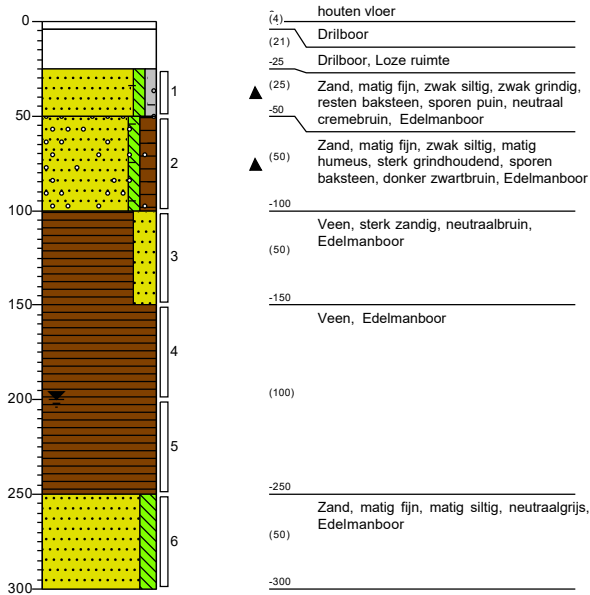 houten vloer
0
(4)
Drilboor
(21)
-25
Drilboor, Loze ruimte
(25)
Zand, matig fijn, zwak siltig, zwak grindig,
resten baksteen, sporen puin, neutraal
cremebruin, Edelmanboor
1
50
-50
Zand, matig fijn, zwak siltig, matig
humeus, sterk grindhoudend, sporen
baksteen, donker zwartbruin, Edelmanboor
2
(50)
100
-100
Veen, sterk zandig, neutraalbruin,
Edelmanboor
3
(50)
150
-150
Veen, Edelmanboor
4
200
(100)
5
250
-250
Zand, matig fijn, matig siltig, neutraalgrijs,
Edelmanboor
6
(50)
300
-300